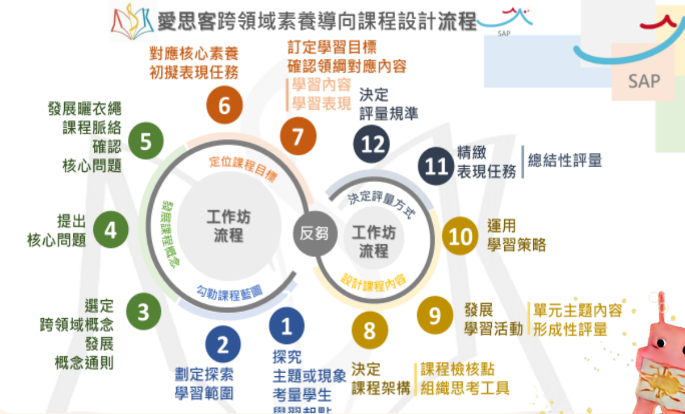 ASK 愛思客跨領域素養導向課程設計流程
SAP
SAP
對應核心素養
初擬表現任務
6
訂定學習目標
確認領綱對應內容
學習內容
學習表現
7
發展曬衣繩
課程脈絡
確認
核心問題
5
提出
核心問題
4
選定
跨領域概念
發展
概念通則
3
劃定探索
學習範圍
2
1
探究
主題或現象
考量學生
學習起點
定位課程目標
發展課程概念
勾勒課程藍圖
工作坊
流程
反芻
工作坊
流程
決定評量方式
設計課程內容
決定
評量規準
12
11
精緻
表現任務
總結性評量
10
運用
學習策略
9
發展
學習活動
單元主題內容
形成性評量
8
決定
課程架構
課程檢核點
組織思考工具